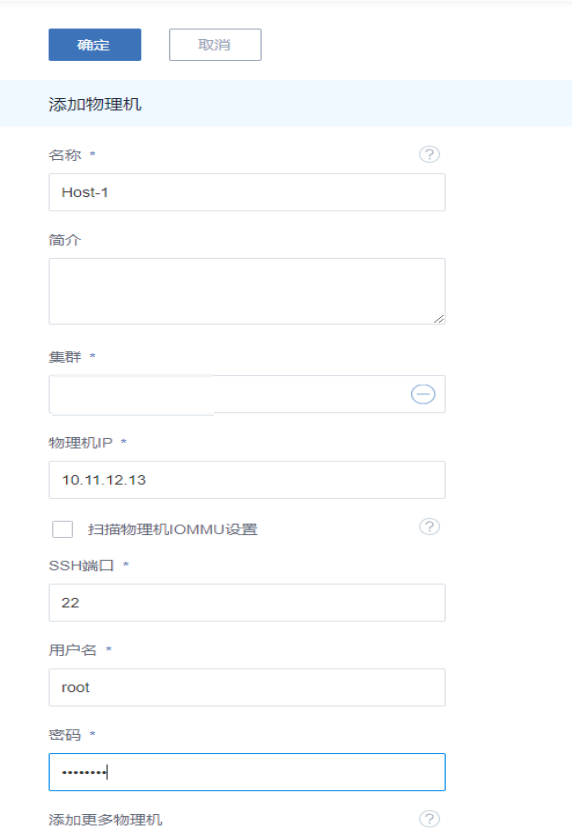 确定
取消
添加物理机
名称 *
Host-1
简介
集群 *
物理机IP *
10.11.12.13
扫描物理机IOMMU设置
SSH端口 *
22
用户名 *
root
密码 *
••••••••
添加更多物理机